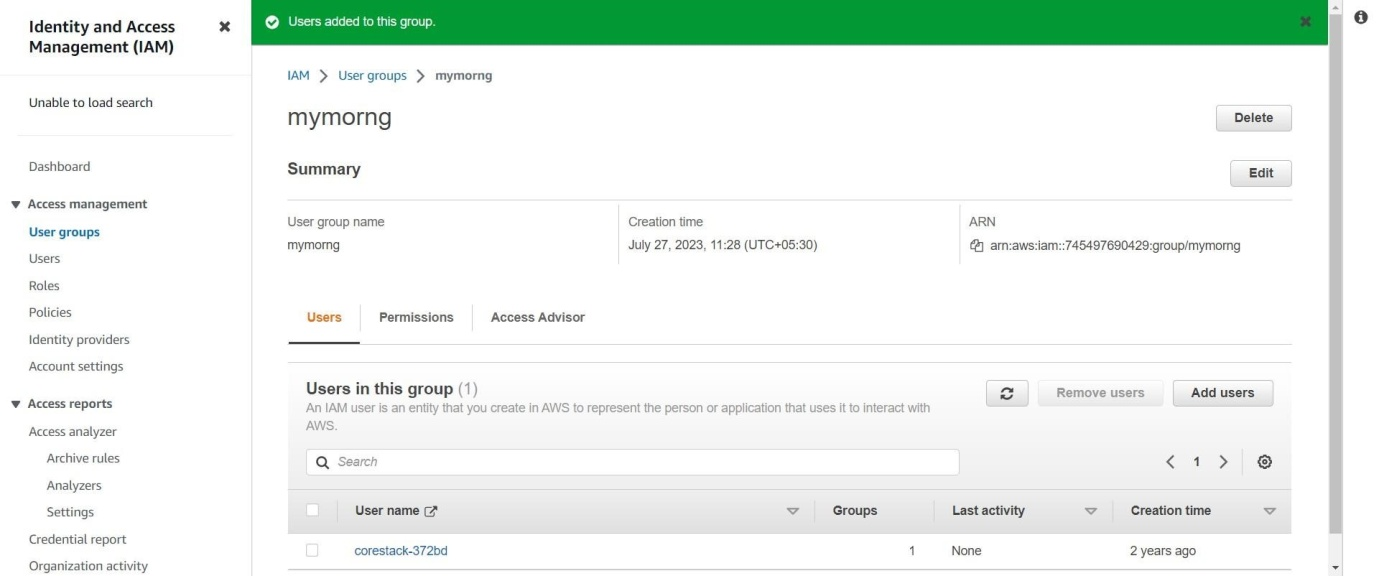 Identity and Access
Management (IAM)
Unable to load search
Dashboard
Access management
User groups
Users
Roles
Policies
Identity providers
Account settings
Access reports
Access analyzer
Archive rules
Analyzers
Settings
Credential report
Organization activity
Users added to this group.
IAM > User groups > mymorng
mymorng
Delete
Summary
Edit
User group name
mymorng
Creation time
July 27, 2023, 11:28 (UTC+05:30)
ARN
arn:aws:iam::745497690429:group/mymorng
Users Permissions Access Advisor
Users in this group (1)
An IAM user is an entity that you create in AWS to represent the person or application that uses it to interact with
AWS.
Remove users
Add users
Search
1
User name Groups Last activity Creation time
corestack-372bd 1 None 2 years ago